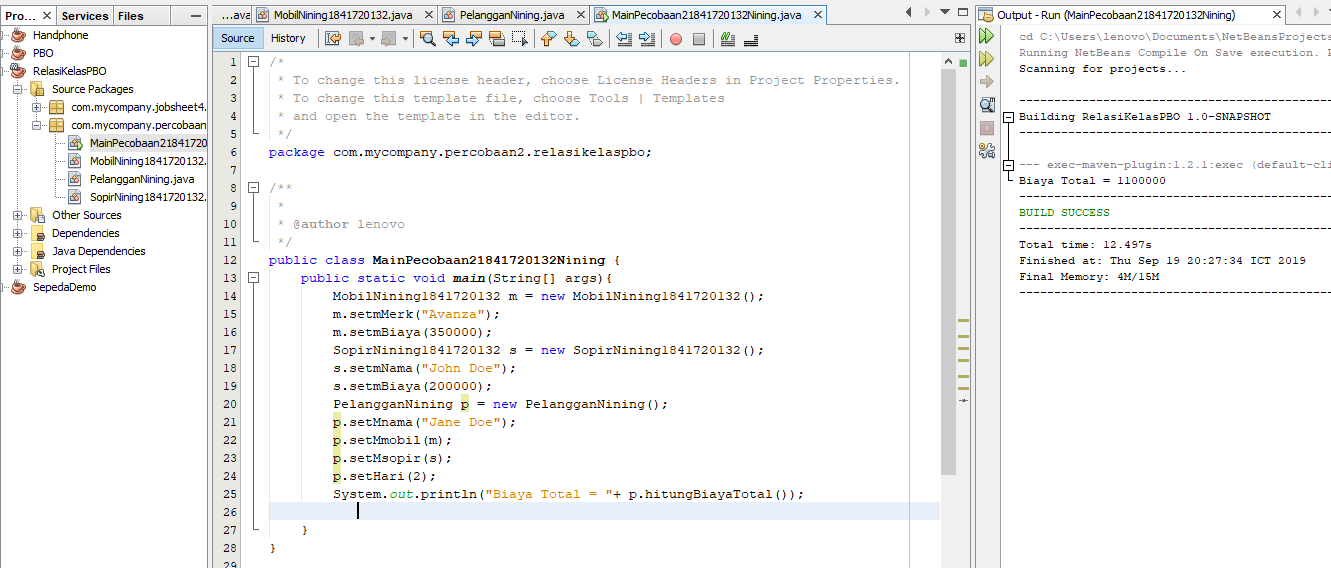 Pro...
Services
Files
Handphone
PBO
RelasiKelasPBO
Source Packages
com.mycompany.jobsheet4.
com.mycompany.percobaan
MainPecobaan21841720
MobilNining1841720132.
PelangganNining.java
SopirNining1841720132.
Other Sources
Dependencies
Java Dependencies
Project Files
SepedaDemo
...ava
MobilNining1841720132.java
PelangganNining.java
MainPecobaan21841720132Nining.java
Source
History
1 /*
2 * To change this license header, choose License Headers in Project Properties.
3 * To change this template file, choose Tools | Templates
4 * and open the template in the editor.
5 */
6 package com.mycompany.percobaan2.relasikelaspbo;
7
8 /**
9 *
10 * @author lenovo
11 */
12 public class MainPecobaan21841720132Nining {
13 public static void main(String[] args){
14 MobilNining1841720132 m = new MobilNining1841720132();
15 m.setmMerk("Avanza");
16 m.setmBiaya(350000);
17 SopirNining1841720132 s = new SopirNining1841720132();
18 s.setmNama("John Doe");
19 s.setmBiaya(200000);
20 PelangganNining p = new PelangganNining();
21 p.setMnama("Jane Doe");
22 p.setMmobil(m);
23 p.setMsopir(s);
24 p.setHari(2);
25 System.out.println("Biaya Total = "+ p.hitungBiayaTotal());
26
27 }
28 }
29
Output - Run (MainPecobaan21841720132Nining)
cd C:\Users\lenovo\Documents\NetBeansProjects
Running NetBeans Compile On Save execution.
Scanning for projects...
------------------------------------------------
Building RelasiKelasPBO 1.0-SNAPSHOT
------------------------------------------------
--- exec-maven-plugin:1.2.1:exec (default-cli
Biaya Total = 1100000
------------------------------------------------
BUILD SUCCESS
------------------------------------------------
Total time: 12.497s
Finished at: Thu Sep 19 20:27:34 ICT 2019
Final Memory: 4M/15M
------------------------------------------------